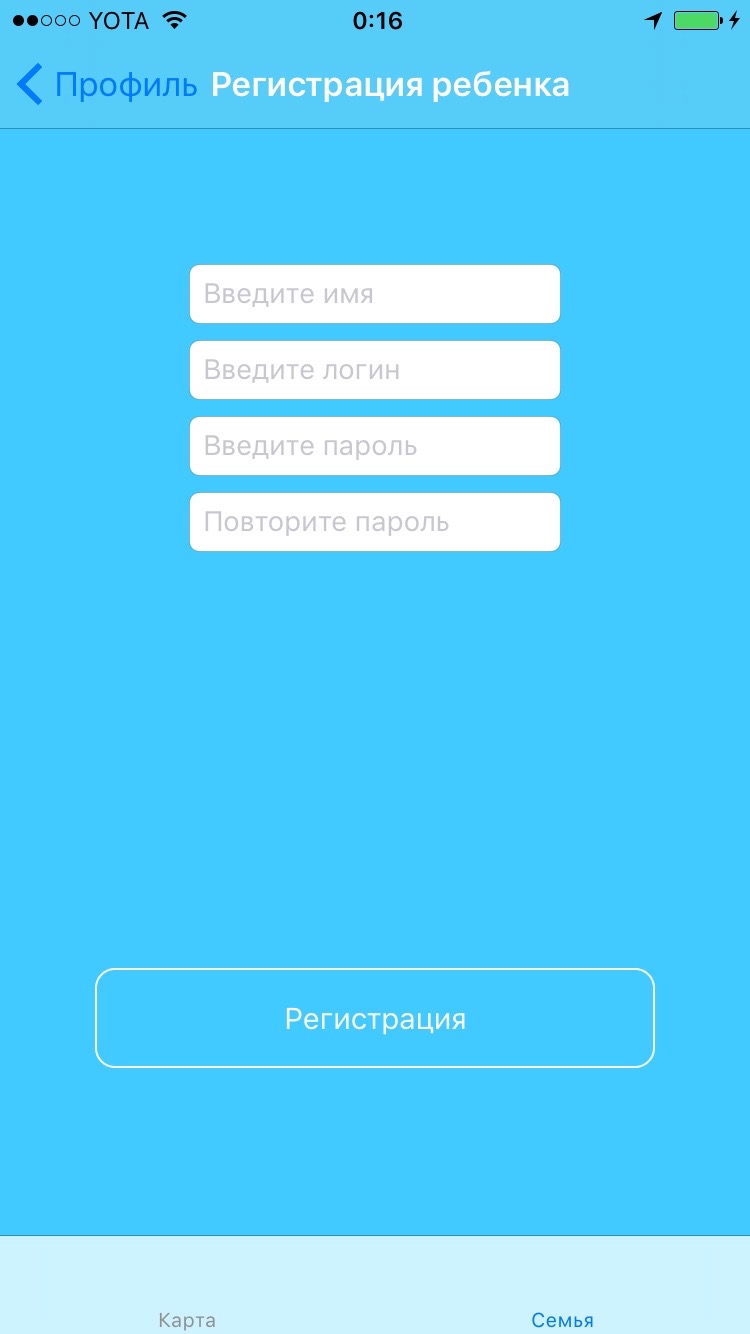 YOTA 0:16
Профиль Регистрация ребенка
Введите имя
Введите логин
Введите пароль
Повторите пароль
Регистрация
Карта Семья